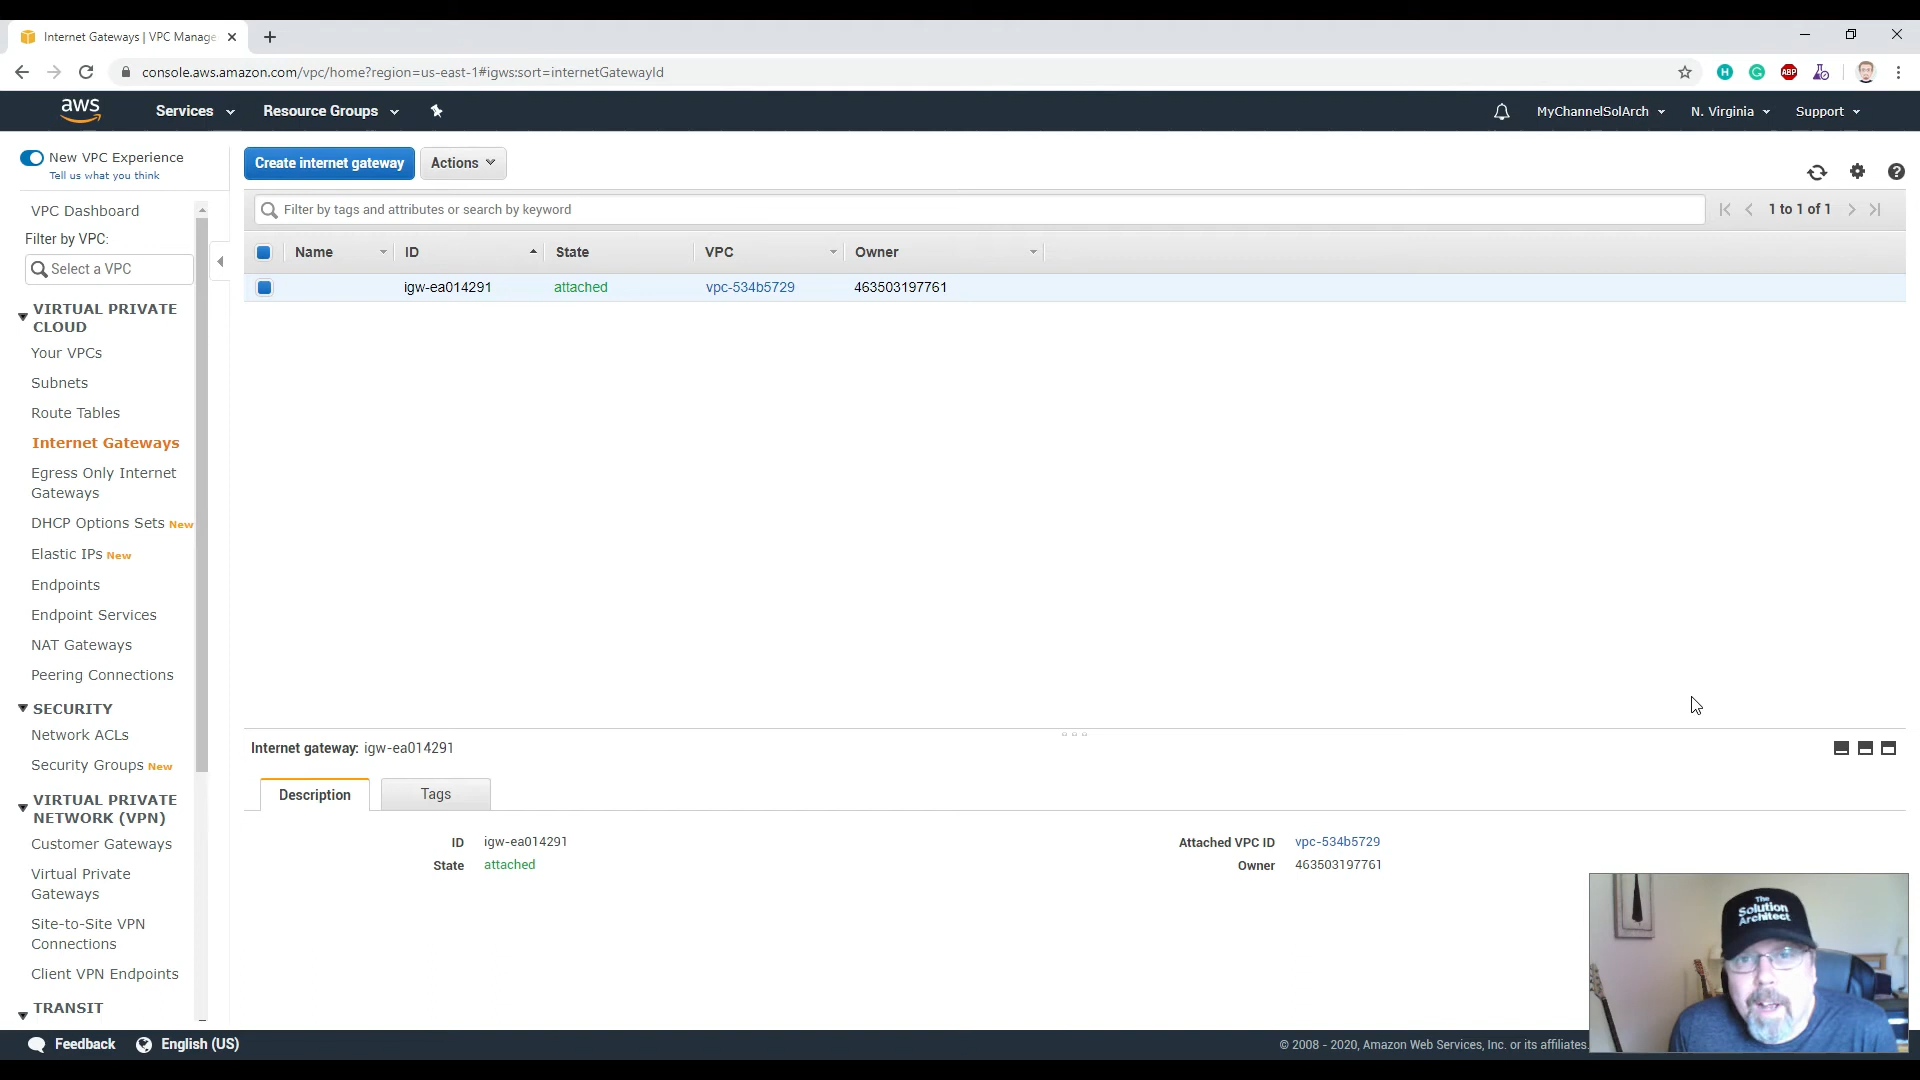 Internet Gateways | VPC Manage
console.aws.amazon.com/vpc/home?region=us-east-1#igws:sort=internetGatewayId
H
G
ABP
aws
Services
Resource Groups
MyChannelSolArch
N. Virginia
Support
New VPC Experience
Tell us what you think
Create internet gateway
Actions
VPC Dashboard
Filter by VPC:
Select a VPC
Filter by tags and attributes or search by keyword
1 to 1 of 1
Name
ID
State
VPC
Owner
igw-ea014291
attached
vpc-534b5729
463503197761
VIRTUAL PRIVATE
CLOUD
Your VPCs
Subnets
Route Tables
Internet Gateways
Egress Only Internet
Gateways
DHCP Options Sets New
Elastic IPs New
Endpoints
Endpoint Services
NAT Gateways
Peering Connections
SECURITY
Network ACLs
Security Groups New
VIRTUAL PRIVATE
NETWORK (VPN)
Customer Gateways
Virtual Private
Gateways
Site-to-Site VPN
Connections
Client VPN Endpoints
TRANSIT
Internet gateway: igw-ea014291
Description
Tags
ID igw-ea014291
State attached
Attached VPC ID vpc-534b5729
Owner 463503197761
The
Solution
Architect
Feedback
English (US)
© 2008 - 2020, Amazon Web Services, Inc. or its affiliates.